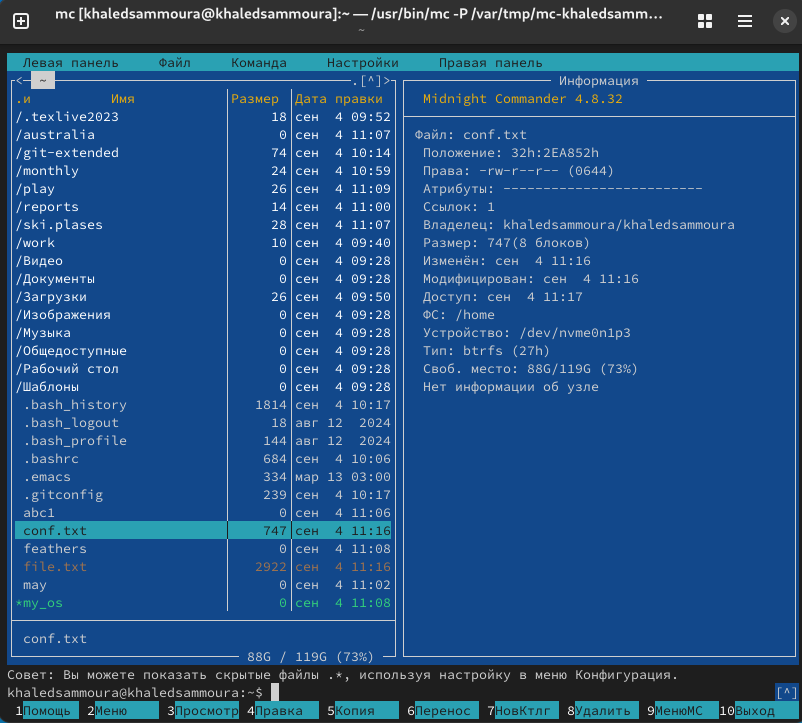 mc [khaledsammoura@khaledsammoura]:~ — /usr/bin/mc -P /var/tmp/mc-khaledsamm…
~
Левая панель Файл Команда Настройки Правая панель
<— ~ .[^]>
.и Имя Размер Дата правки
/.texlive2023 18 сен 4 09:52
/australia 0 сен 4 11:07
/git-extended 74 сен 4 10:14
/monthly 24 сен 4 10:59
/play 26 сен 4 11:09
/reports 14 сен 4 11:00
/ski.plases 28 сен 4 11:07
/work 10 сен 4 09:40
/Видео 0 сен 4 09:28
/Документы 0 сен 4 09:28
/Загрузки 26 сен 4 09:50
/Изображения 0 сен 4 09:28
/Музыка 0 сен 4 09:28
/Общедоступные 0 сен 4 09:28
/Рабочий стол 0 сен 4 09:28
/Шаблоны 0 сен 4 09:28
.bash_history 1814 сен 4 10:17
.bash_logout 18 авг 12 2024
.bash_profile 144 авг 12 2024
.bashrc 684 сен 4 10:06
.emacs 334 мар 13 03:00
.gitconfig 239 сен 4 10:17
abc1 0 сен 4 11:06
conf.txt 747 сен 4 11:16
feathers 0 сен 4 11:08
file.txt 2922 сен 4 11:16
may 0 сен 4 11:02
*my_os 0 сен 4 11:08
conf.txt
88G / 119G (73%)
Информация
Midnight Commander 4.8.32
Файл: conf.txt
Положение: 32h:2EA852h
Права: -rw-r--r-- (0644)
Атрибуты: -------------------------
Ссылок: 1
Владелец: khaledsammoura/khaledsammoura
Размер: 747(8 блоков)
Изменён: сен 4 11:16
Модифицирован: сен 4 11:16
Доступ: сен 4 11:17
ФС: /home
Устройство: /dev/nvme0n1p3
Тип: btrfs (27h)
Своб. место: 88G/119G (73%)
Нет информации об узле
Совет: Вы можете показать скрытые файлы .*, используя настройку в меню Конфигурация.
khaledsammoura@khaledsammoura:~$ [^]
1Помощь 2Меню 3Просмотр 4Правка 5Копия 6Перенос 7НовКтлг 8Удалить 9МенюMC 10Выход